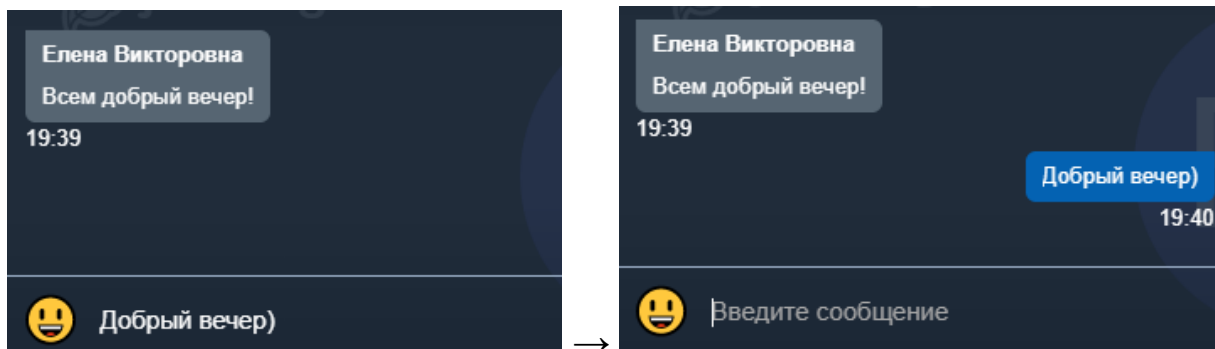 Елена Викторовна
Всем добрый вечер!
19:39
Добрый вечер)
→
Елена Викторовна
Всем добрый вечер!
19:39
Добрый вечер)
19:40
Введите сообщение